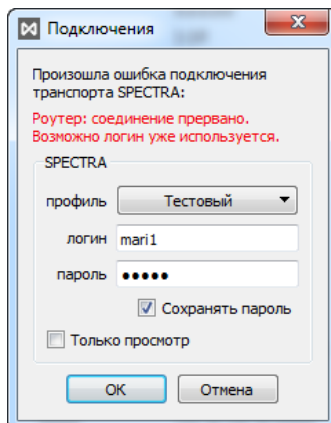 Подключения
Произошла ошибка подключения
транспорта SPECTRA:
Роутер: соединение прервано.
Возможно логин уже используется.
SPECTRA
профиль Тестовый
логин mari1
пароль ●●●●●
Сохранять пароль
Только просмотр
OK Отмена